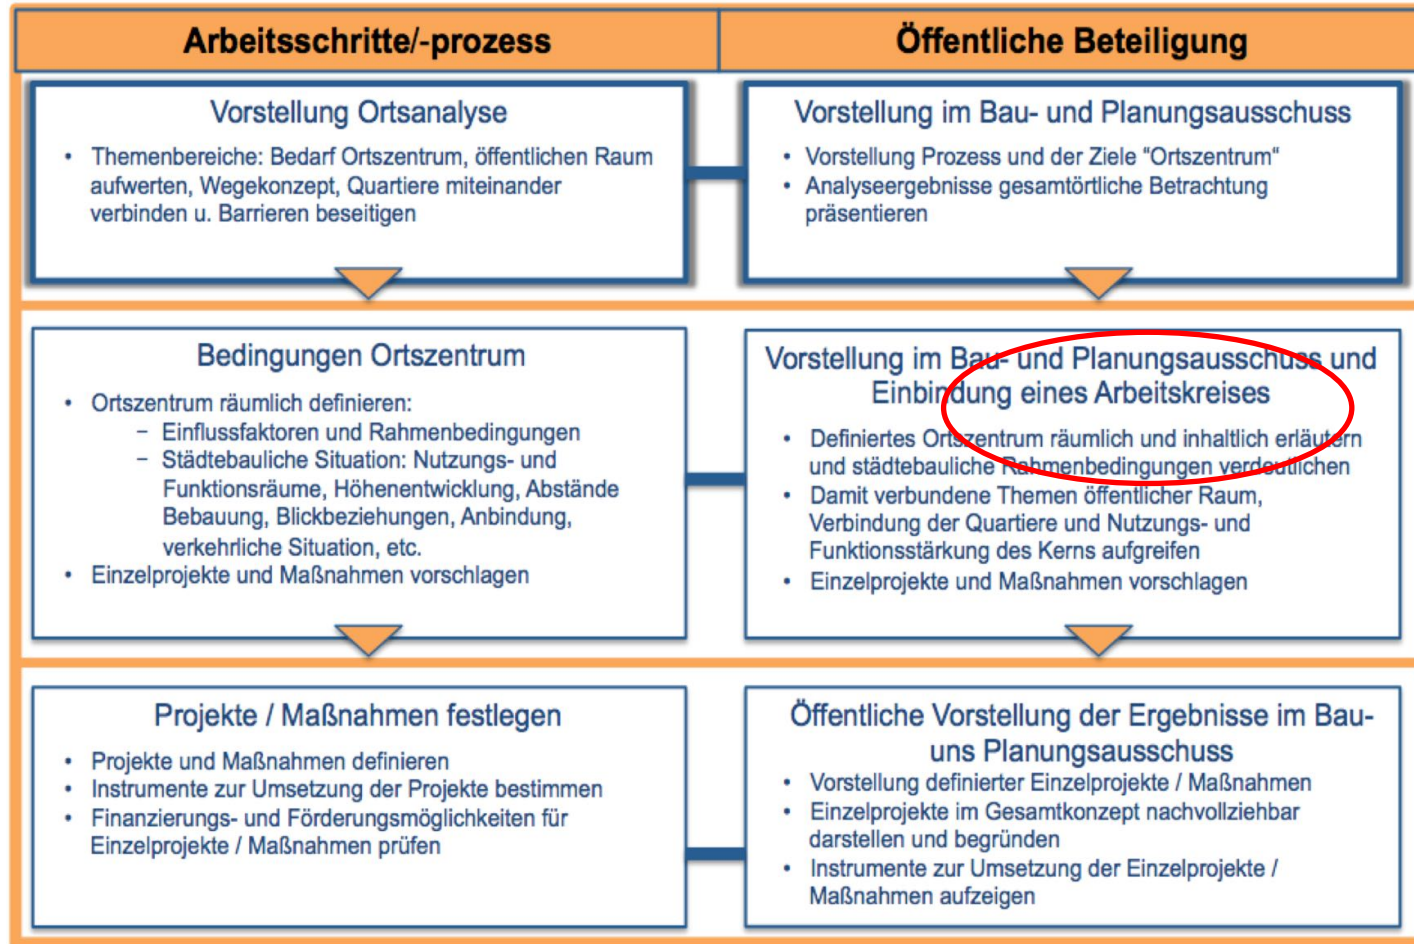 Arbeitsschritte/-prozess
Öffentliche Beteiligung
Vorstellung Ortsanalyse
• Themenbereiche: Bedarf Ortszentrum, öffentlichen Raum
aufwerten, Wegekonzept, Quartiere miteinander
verbinden u. Barrieren beseitigen
Vorstellung im Bau- und Planungsausschuss
• Vorstellung Prozess und der Ziele "Ortszentrum“
• Analyseergebnisse gesamtörtliche Betrachtung
präsentieren
Bedingungen Ortszentrum
• Ortszentrum räumlich definieren:
− Einflussfaktoren und Rahmenbedingungen
− Städtebauliche Situation: Nutzungs- und
Funktionsräume, Höhenentwicklung, Abstände
Bebauung, Blickbeziehungen, Anbindung,
verkehrliche Situation, etc.
• Einzelprojekte und Maßnahmen vorschlagen
Vorstellung im Bau- und Planungsausschuss und
Einbindung eines Arbeitskreises
• Definiertes Ortszentrum räumlich und inhaltlich erläutern
und städtebauliche Rahmenbedingungen verdeutlichen
• Damit verbundene Themen öffentlicher Raum,
Verbindung der Quartiere und Nutzungs- und
Funktionsstärkung des Kerns aufgreifen
• Einzelprojekte und Maßnahmen vorschlagen
Projekte / Maßnahmen festlegen
• Projekte und Maßnahmen definieren
• Instrumente zur Umsetzung der Projekte bestimmen
• Finanzierungs- und Förderungsmöglichkeiten für
Einzelprojekte / Maßnahmen prüfen
Öffentliche Vorstellung der Ergebnisse im Bau-
uns Planungsausschuss
• Vorstellung definierter Einzelprojekte / Maßnahmen
• Einzelprojekte im Gesamtkonzept nachvollziehbar
darstellen und begründen
• Instrumente zur Umsetzung der Einzelprojekte /
Maßnahmen aufzeigen